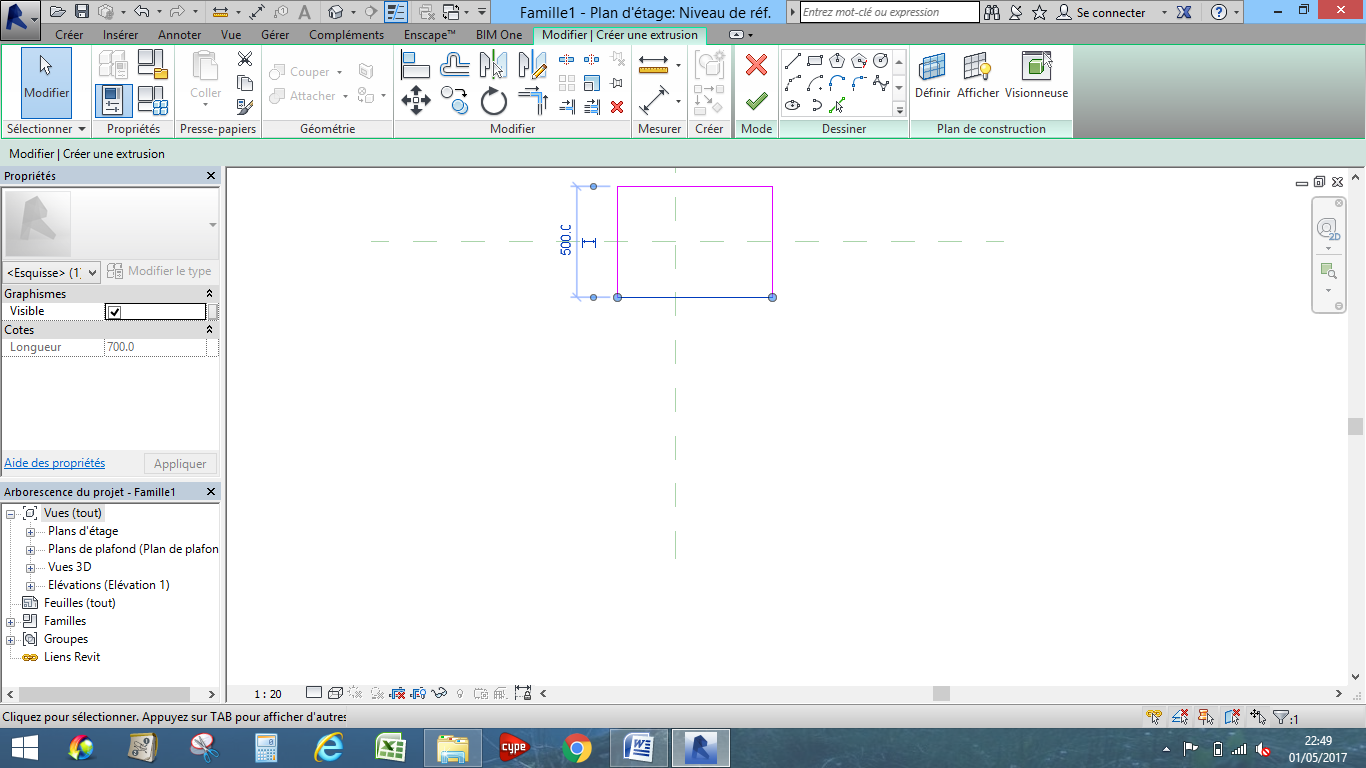 Famille1 - Plan d'étage: Niveau de réf.
Entrez mot-clé ou expression
Se connecter
Créer Insérer Annoter Vue Gérer Compléments Enscape™ BIM One Modifier | Créer une extrusion
Modifier
Coller
Couper
Attacher
Définir Afficher Visionneuse
Sélectionner Propriétés Presse-papiers Géométrie Modifier Mesurer Créer Mode Dessiner Plan de construction
Modifier | Créer une extrusion
Propriétés
<Esquisse> (1)
Modifier le type
Graphismes
Visible
Cotes
Longueur 700.0
Aide des propriétés
Appliquer
Arborescence du projet - Famille1
Vues (tout)
Plans d'étage
Plans de plafond (Plan de plafon
Vues 3D
Elévations (Elévation 1)
Feuilles (tout)
Familles
Groupes
Liens Revit
500.0
2D
1 : 20
Cliquez pour sélectionner. Appuyez sur TAB pour afficher d'autres
:1
cype
22:49
01/05/2017